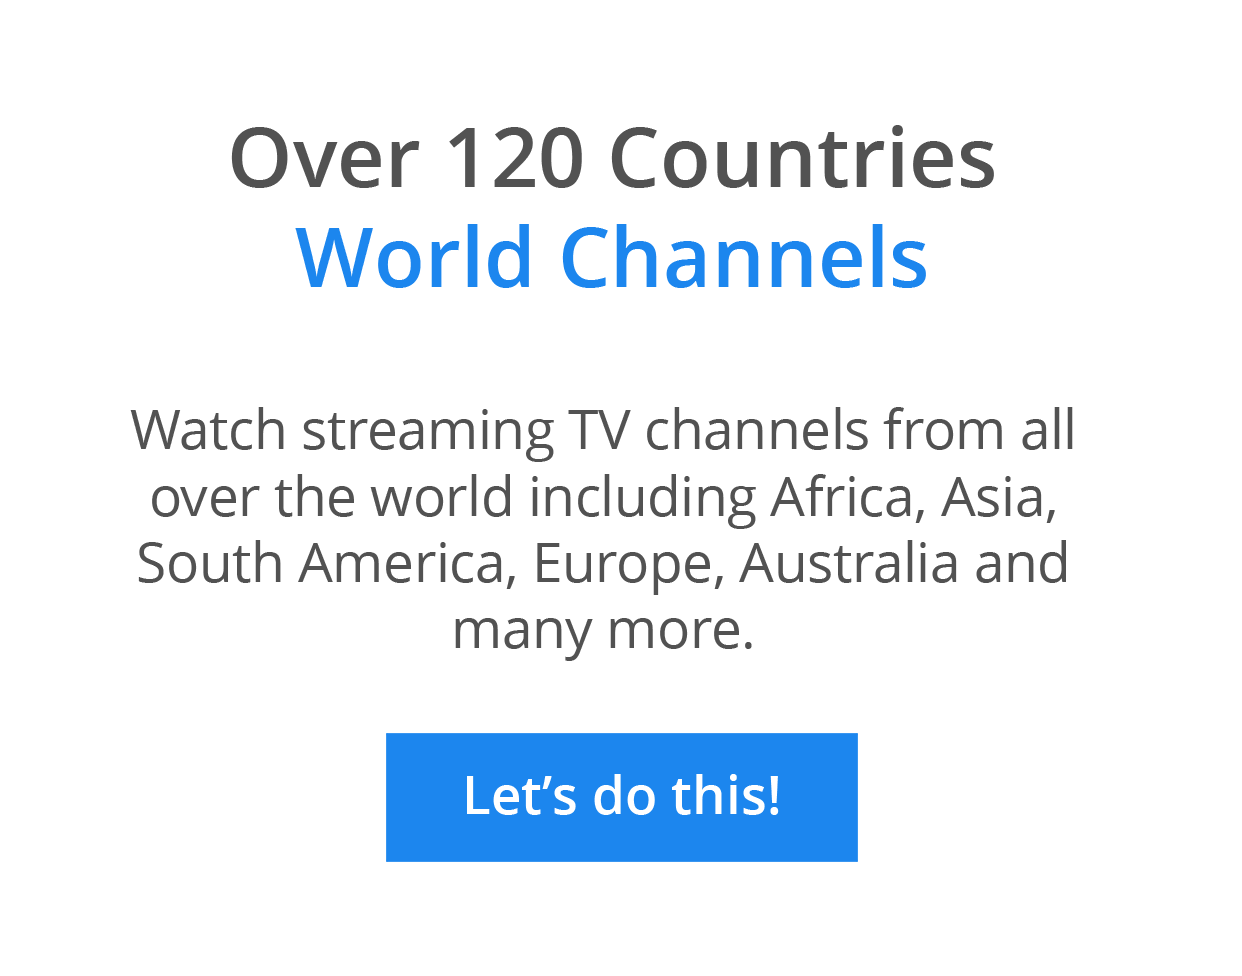 Over 120 Countries
World Channels
Watch streaming TV channels from all
over the world including Africa, Asia,
South America, Europe, Australia and
many more.
Let’s do this!